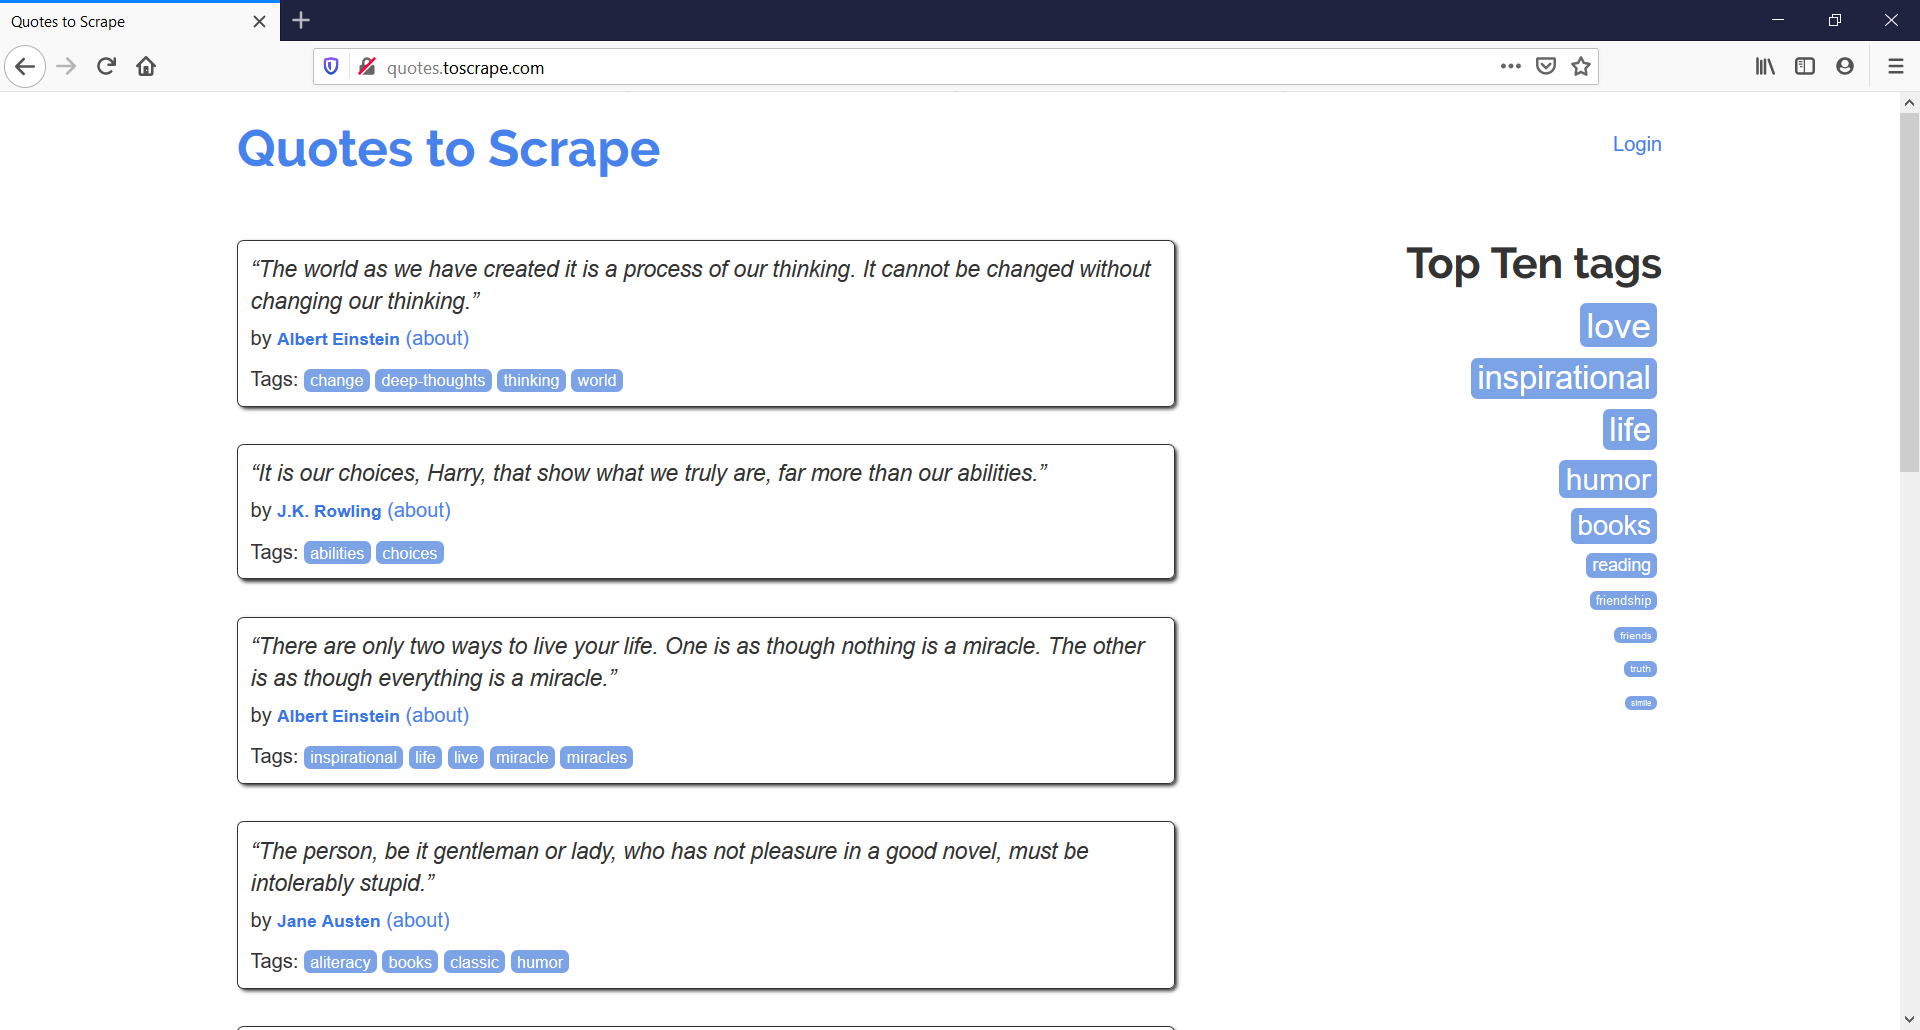 Quotes to Scrape
quotes.toscrape.com
Quotes to Scrape
Login
“The world as we have created it is a process of our thinking. It cannot be changed without
changing our thinking.”
by Albert Einstein (about)
Tags: change deep-thoughts thinking world
“It is our choices, Harry, that show what we truly are, far more than our abilities.”
by J.K. Rowling (about)
Tags: abilities choices
“There are only two ways to live your life. One is as though nothing is a miracle. The other
is as though everything is a miracle.”
by Albert Einstein (about)
Tags: inspirational life live miracle miracles
“The person, be it gentleman or lady, who has not pleasure in a good novel, must be
intolerably stupid.”
by Jane Austen (about)
Tags: aliteracy books classic humor
Top Ten tags
love
inspirational
life
humor
books
reading
friendship
friends
truth
simile